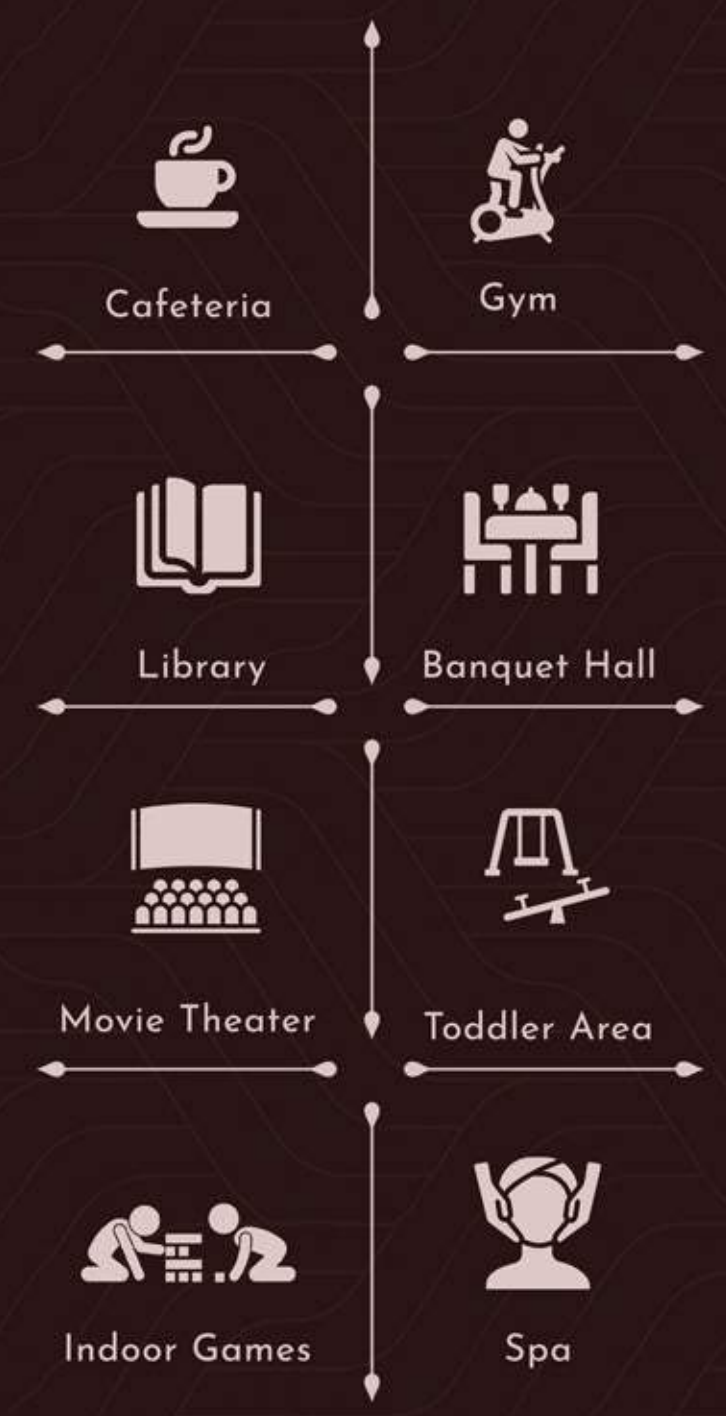 Cafeteria
Gym
Library
Banquet Hall
Movie Theater
Toddler Area
Indoor Games
Spa